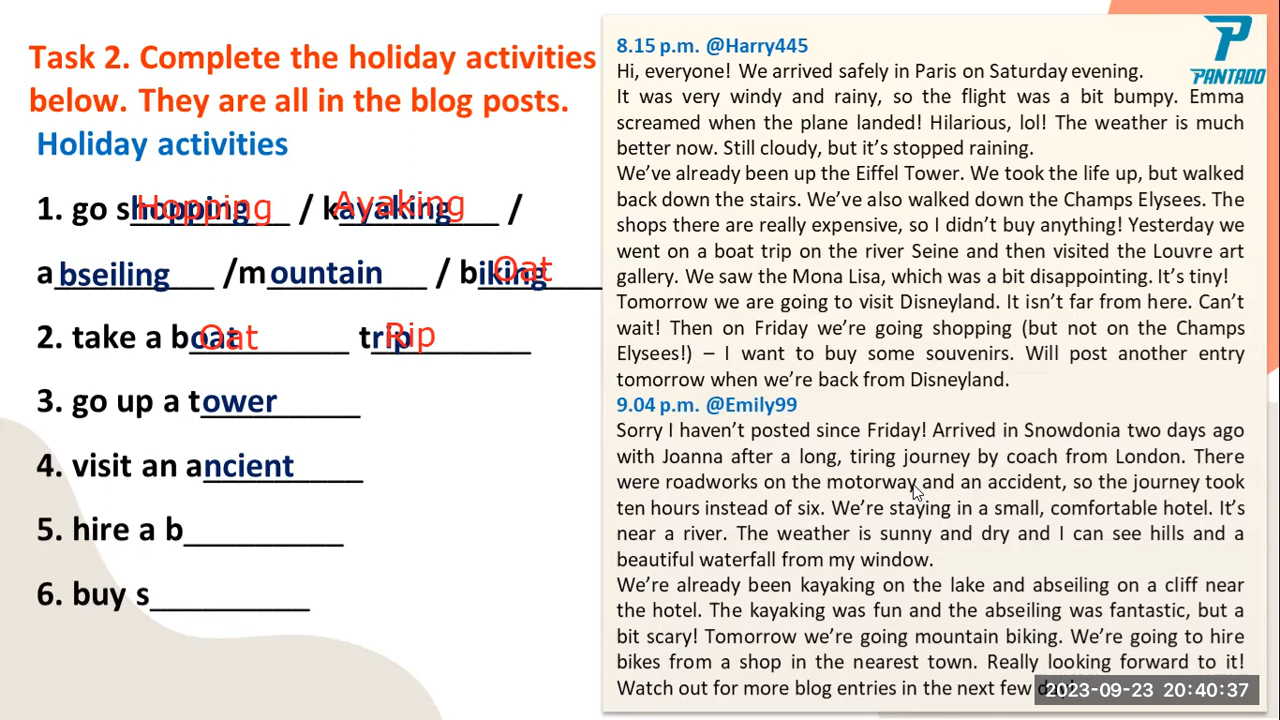 Task 2. Complete the holiday activities
below. They are all in the blog posts.
Holiday activities
1. go shopping / kayaking /
Hopping Ayaking
abseiling /mountain / biking
Oat
2. take a boat trip
Oat Rip
3. go up a tower
4. visit an ancient
5. hire a b__________
6. buy s__________
PANTADO
8.15 p.m. @Harry445
Hi, everyone! We arrived safely in Paris on Saturday evening.
It was very windy and rainy, so the flight was a bit bumpy. Emma
screamed when the plane landed! Hilarious, lol! The weather is much
better now. Still cloudy, but it's stopped raining.
We've already been up the Eiffel Tower. We took the life up, but walked
back down the stairs. We've also walked down the Champs Elysees. The
shops there are really expensive, so I didn't buy anything! Yesterday we
went on a boat trip on the river Seine and then visited the Louvre art
gallery. We saw the Mona Lisa, which was a bit disappointing. It's tiny!
Tomorrow we are going to visit Disneyland. It isn't far from here. Can't
wait! Then on Friday we're going shopping (but not on the Champs
Elysees!) – I want to buy some souvenirs. Will post another entry
tomorrow when we're back from Disneyland.
9.04 p.m. @Emily99
Sorry I haven't posted since Friday! Arrived in Snowdonia two days ago
with Joanna after a long, tiring journey by coach from London. There
were roadworks on the motorway and an accident, so the journey took
ten hours instead of six. We're staying in a small, comfortable hotel. It's
near a river. The weather is sunny and dry and I can see hills and a
beautiful waterfall from my window.
We're already been kayaking on the lake and abseiling on a cliff near
the hotel. The kayaking was fun and the abseiling was fantastic, but a
bit scary! Tomorrow we're going mountain biking. We're going to hire
bikes from a shop in the nearest town. Really looking forward to it!
Watch out for more blog entries in the next few
2023-09-23 20:40:37